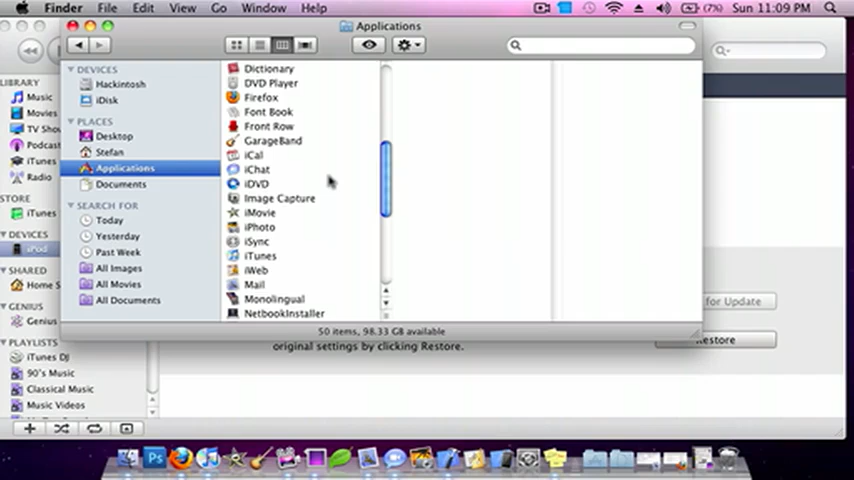 Finder File Edit View Go Window Help (7%) Sun 11:09 PM
Applications
DEVICES
Hackintosh
iDisk
PLACES
Desktop
Stefan
Applications
Documents
SEARCH FOR
Today
Yesterday
Past Week
All Images
All Movies
All Documents
Dictionary
DVD Player
Firefox
Font Book
Front Row
GarageBand
iCal
iChat
iDVD
Image Capture
iMovie
iPhoto
iSync
iTunes
iWeb
Mail
Monolingual
NetbookInstaller
50 items, 98.33 GB available
LIBRARY
Music
Movies
TV Show
Podcas
iTunes
Radio
STORE
iTunes
DEVICES
iPod
SHARED
Home S
GENIUS
Genius
PLAYLISTS
iTunes DJ
90's Music
Classical Music
Music Videos
for Update
Restore
original settings by clicking Restore.